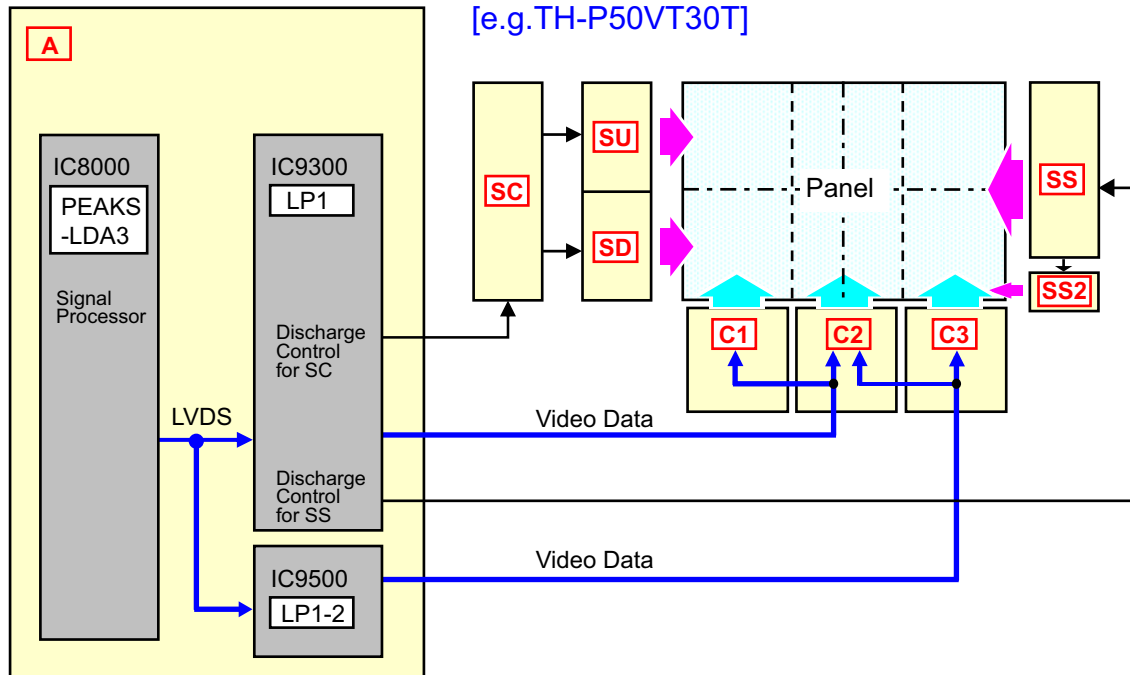 [e.g.TH-P50VT30T]
A
IC8000
PEAKS
-LDA3
Signal
Processor
LVDS
IC9300
LP1
Discharge
Control
for SC
Discharge
Control
for SS
IC9500
LP1-2
Video Data
Video Data
SC
SU
SD
Panel
SS
SS2
C1
C2
C3